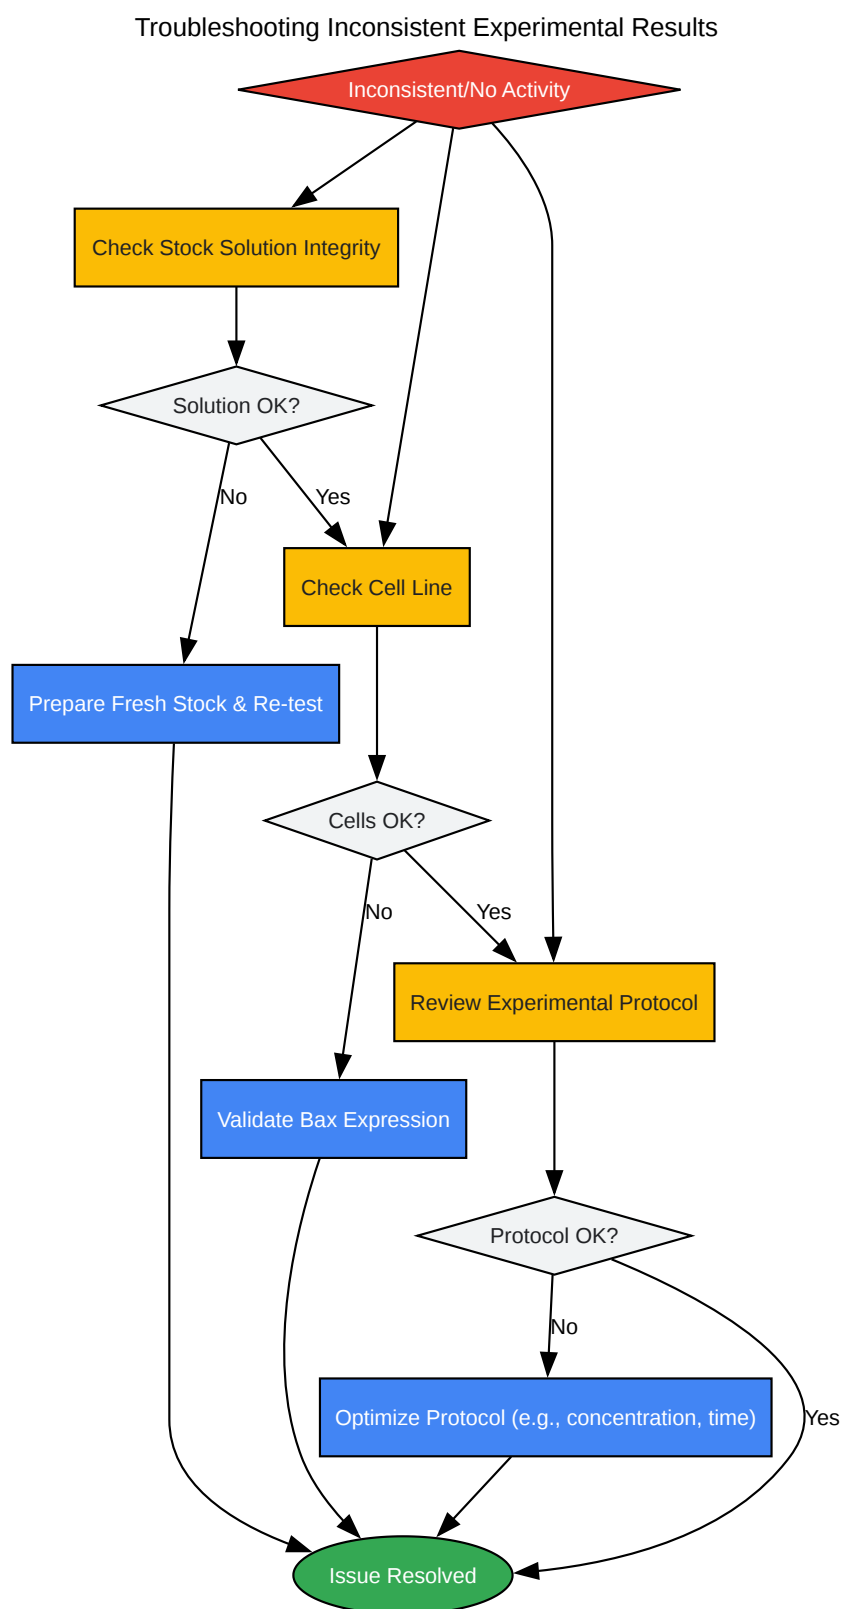 Troubleshooting Inconsistent Experimental Results
Inconsistent/No Activity
Check Stock Solution Integrity
Solution OK?
No
Yes
Check Cell Line
Prepare Fresh Stock & Re-test
Cells OK?
No
Yes
Review Experimental Protocol
Validate Bax Expression
Protocol OK?
No
Optimize Protocol (e.g., concentration, time)
Yes
Issue Resolved